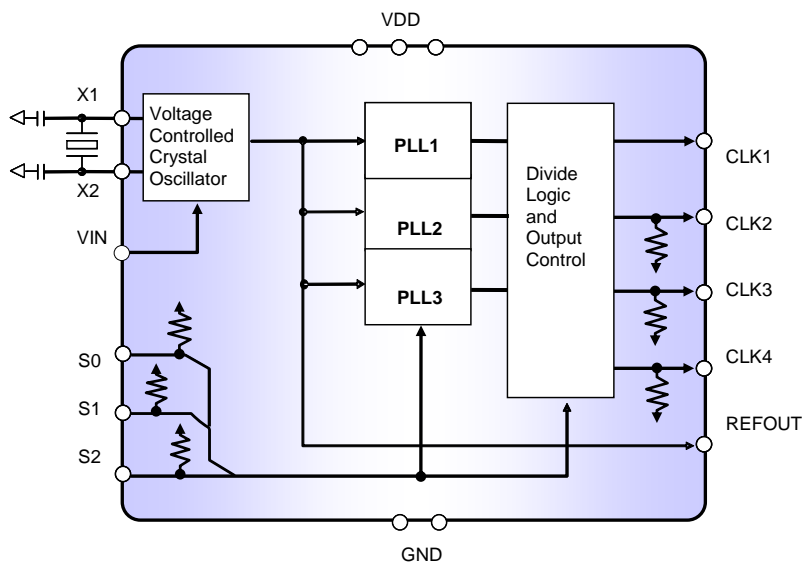 VDD
X1
X2
VIN
S0
S1
S2
Voltage
Controlled
Crystal
Oscillator
PLL1
PLL2
PLL3
Divide
Logic
and
Output
Control
CLK1
CLK2
CLK3
CLK4
REFOUT
GND